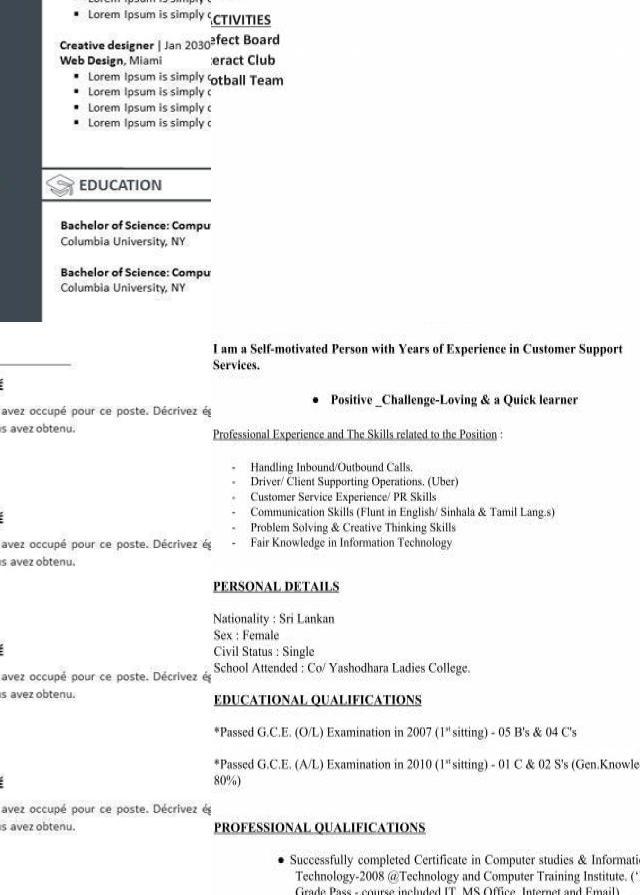 Lorem Ipsum is simply
Creative designer | Jan 2030
Web Design, Miami
Lorem Ipsum is simply
Lorem Ipsum is simply
Lorem Ipsum is simply
Lorem Ipsum is simply
EDUCATION
Bachelor of Science: Compu
Columbia University, NY
Bachelor of Science: Compu
Columbia University, NY
CTIVITIES
efect Board
eract Club
otball Team
avez occupé pour ce poste. Décrivez ég
s avez obtenu.
avez occupé pour ce poste. Décrivez ég
s avez obtenu.
avez occupé pour ce poste. Décrivez ég
s avez obtenu.
avez occupé pour ce poste. Décrivez ég
s avez obtenu.
I am a Self-motivated Person with Years of Experience in Customer Support
Services.
● Positive _Challenge-Loving & a Quick learner
Professional Experience and The Skills related to the Position :
- Handling Inbound/Outbound Calls.
- Driver/ Client Supporting Operations. (Uber)
- Customer Service Experience/ PR Skills
- Communication Skills (Flunt in English/ Sinhala & Tamil Lang.s)
- Problem Solving & Creative Thinking Skills
- Fair Knowledge in Information Technology
PERSONAL DETAILS
Nationality : Sri Lankan
Sex : Female
Civil Status : Single
School Attended : Co/ Yashodhara Ladies College.
EDUCATIONAL QUALIFICATIONS
*Passed G.C.E. (O/L) Examination in 2007 (1st sitting) - 05 B's & 04 C's
*Passed G.C.E. (A/L) Examination in 2010 (1st sitting) - 01 C & 02 S's (Gen.Knowle
80%)
PROFESSIONAL QUALIFICATIONS
● Successfully completed Certificate in Computer studies & Informati
Technology-2008 @Technology and Computer Training Institute. (
Grade Pass - course included IT, MS Office, Internet and Email)